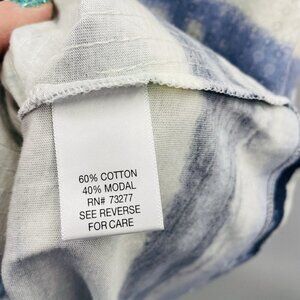 60% COTTON
40% MODAL
RN# 73277
SEE REVERSE
FOR CARE